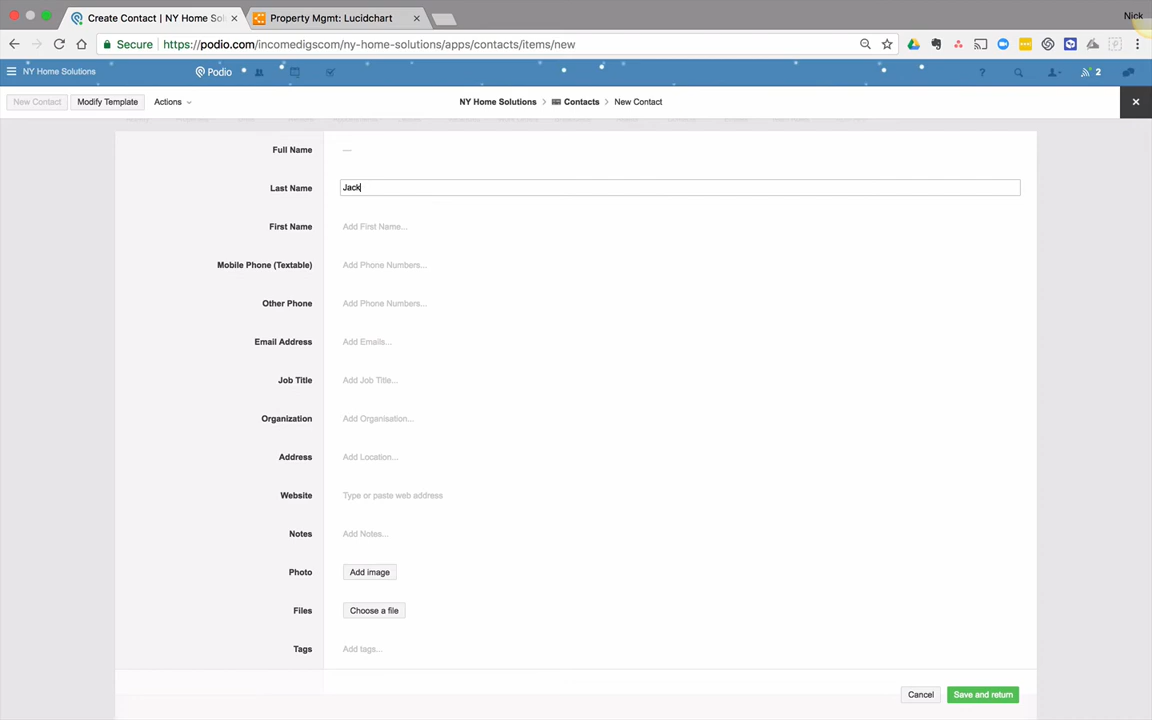 Create Contact | NY Home Sol
Property Mgmt: Lucidchart
Nick
Secure
https://podio.com/incomedigscom/ny-home-solutions/apps/contacts/items/new
NY Home Solutions
Podio
2
New Contact
Modify Template
Actions
NY Home Solutions > Contacts > New Contact
Full Name
Last Name
Jack
First Name
Add First Name...
Mobile Phone (Textable)
Add Phone Numbers...
Other Phone
Add Phone Numbers...
Email Address
Add Emails...
Job Title
Add Job Title...
Organization
Add Organisation...
Address
Add Location...
Website
Type or paste web address
Notes
Add Notes...
Photo
Add image
Files
Choose a file
Tags
Add tags...
Cancel
Save and return